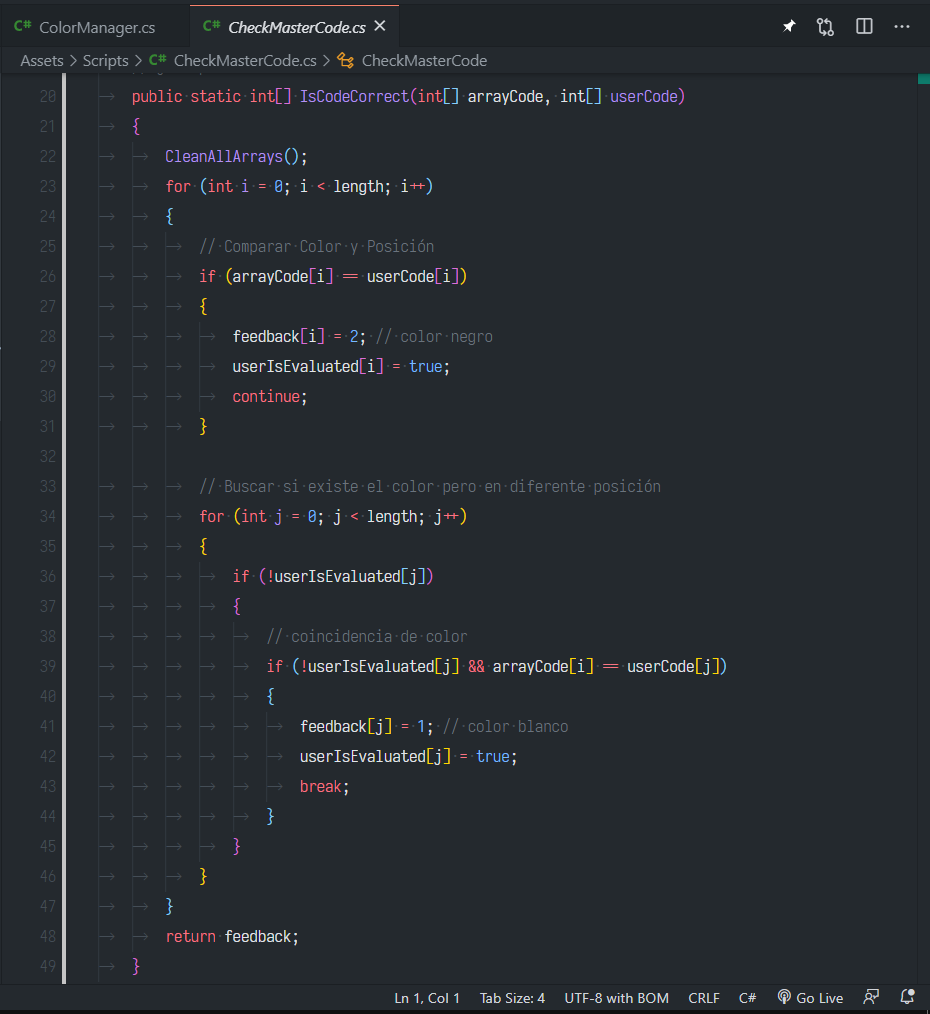 C# ColorManager.cs
C# CheckMasterCode.cs
Assets > Scripts > C# CheckMasterCode.cs > CheckMasterCode
20 public static int[] IsCodeCorrect(int[] arrayCode, int[] userCode)
21 {
22 CleanAllArrays();
23 for (int i = 0; i < length; i++)
24 {
25 // Comparar Color y Posición
26 if (arrayCode[i] == userCode[i])
27 {
28 feedback[i] = 2; // color negro
29 userIsEvaluated[i] = true;
30 continue;
31 }
32
33 // Buscar si existe el color pero en diferente posición
34 for (int j = 0; j < length; j++)
35 {
36 if (!userIsEvaluated[j])
37 {
38 // coincidencia de color
39 if (!userIsEvaluated[j] && arrayCode[i] == userCode[j])
40 {
41 feedback[j] = 1; // color blanco
42 userIsEvaluated[j] = true;
43 break;
44 }
45 }
46 }
47 }
48 return feedback;
49 }
Ln 1, Col 1 Tab Size: 4 UTF-8 with BOM CRLF C# Go Live